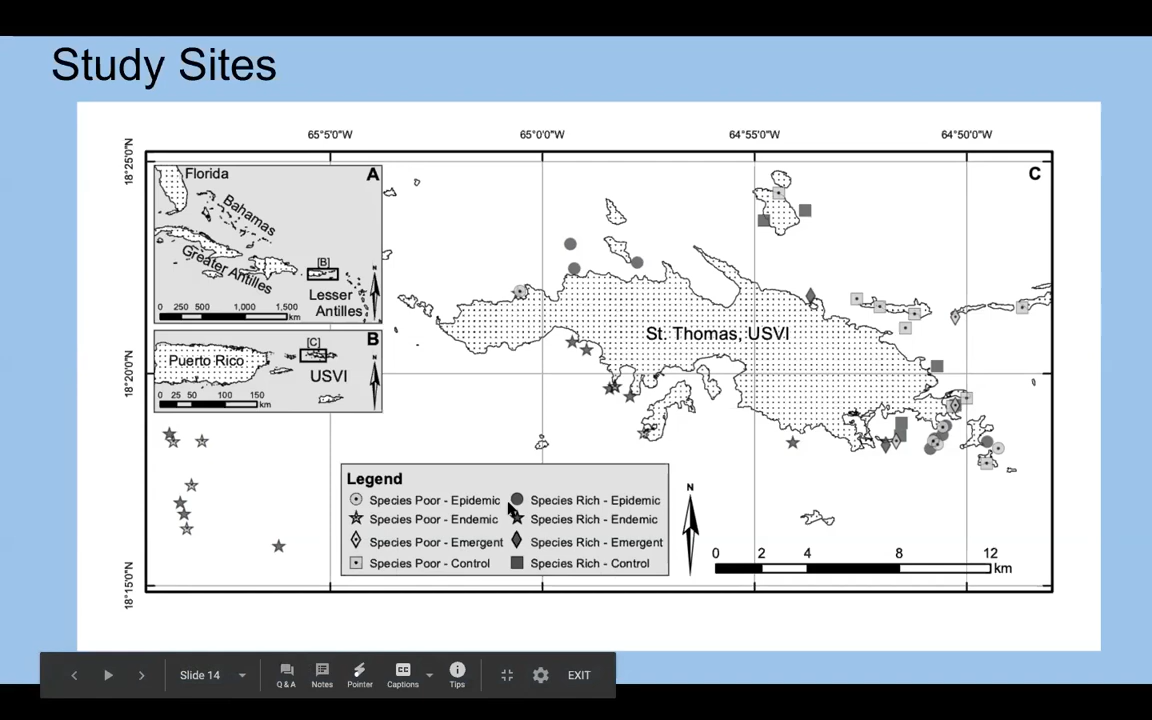 Study Sites
65°5'0"W
65°0'0"W
64°55'0"W
64°50'0"W
18°25'0"N
18°20'0"N
18°15'0"N
A
Florida
Bahamas
Greater Antilles
[B]
Lesser
Antilles
N
0 250 500 1,000 1,500
km
B
Puerto Rico
[C]
USVI
N
0 25 50 100 150
km
C
St. Thomas, USVI
Legend
Species Poor - Epidemic
Species Rich - Epidemic
Species Poor - Endemic
Species Rich - Endemic
Species Poor - Emergent
Species Rich - Emergent
Species Poor - Control
Species Rich - Control
N
0 2 4 8 12
km
Slide 14
Q & A
Notes
Pointer
CC
Captions
Tips
EXIT